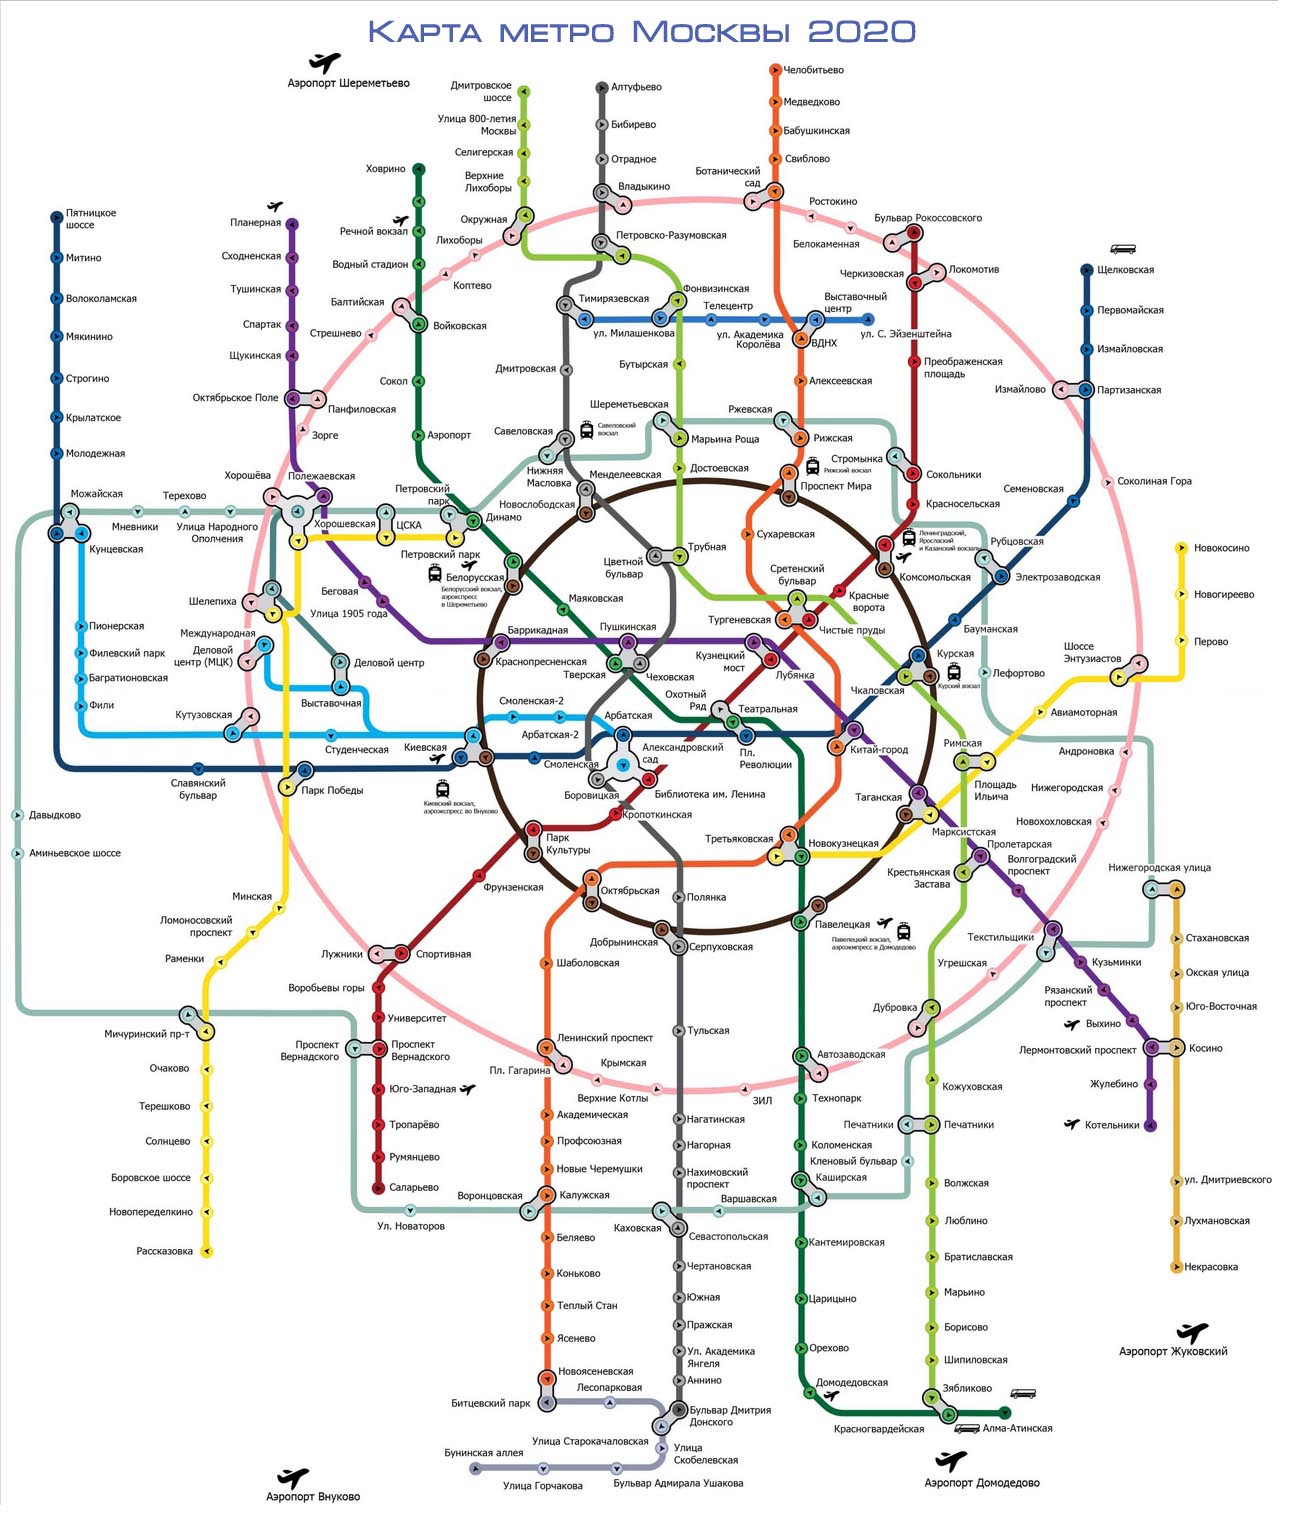 Карта метро Москвы 2020
Аэропорт Шереметьево
Дмитровское
шоссе
Улица 800-летия
Москвы
Селигерская
Верхние
Лихоборы
Окружная
Алтуфьево
Бибирево
Отрадное
Владыкино
Петровско-Разумовская
Челобитьево
Медведково
Бабушкинская
Свиблово
Ботанический
сад
Ростокино
Белокаменная
Бульвар Рокоссовского
Черкизовская
Локомотив
Ховрино
Речной вокзал
Водный стадион
Лихоборы
Коптево
Балтийская
Войковская
Стрешнево
Сокол
Аэропорт
Пятницкое
шоссе
Митино
Волоколамская
Мякинино
Строгино
Крылатское
Молодежная
Планерная
Сходненская
Тушинская
Спартак
Щукинская
Октябрьское Поле
Панфиловская
Зорге
Хорошёва
Полежаевская
Тимирязевская
Фонвизинская
Телецентр
Выставочный
центр
ул. Милашенкова
ул. Академика
Королёва
ВДНХ
ул. С. Эйзенштейна
Дмитровская
Бутырская
Алексеевская
Преображенская
площадь
Щелковская
Первомайская
Измайловская
Измайлово
Партизанская
Шереметьевская
Ржевская
Савеловская
Савеловский
вокзал
Марьина Роща
Рижская
Стромынка
Рижский вокзал
Сокольники
Нижняя
Масловка
Менделеевская
Достоевская
Проспект Мира
Красносельская
Семеновская
Соколиная Гора
Можайская
Терехово
Мневники
Улица Народного
Ополчения
Хорошевская
ЦСКА
Петровский
парк
Динамо
Новослободская
Кунцевская
Петровский парк
Белорусская
Белорусский вокзал,
аэроэкспресс
в Шереметьево
Цветной
бульвар
Трубная
Сухаревская
Ленинградский,
Ярославский
и Казанский вокзалы
Комсомольская
Рубцовская
Электрозаводская
Новокосино
Новогиреево
Перово
Шелепиха
Беговая
Улица 1905 года
Маяковская
Сретенский
бульвар
Красные
ворота
Тургеневская
Чистые пруды
Бауманская
Пионерская
Филевский парк
Багратионовская
Фили
Международная
Деловой
центр (МЦК)
Деловой центр
Выставочная
Баррикадная
Краснопресненская
Пушкинская
Тверская
Чеховская
Кузнецкий
мост
Лубянка
Курская
Курский вокзал
Чкаловская
Лефортово
Шоссе
Энтузиастов
Авиамоторная
Кутузовская
Студенческая
Смоленская-2
Арбатская
Арбатская-2
Охотный
Ряд
Театральная
Пл.
Революции
Китай-город
Римская
Андроновка
Киевская
Смоленская
Александровский
сад
Боровицкая
Библиотека им. Ленина
Киевский вокзал,
аэроэкспресс во Внуково
Славянский
бульвар
Парк Победы
Площадь
Ильича
Нижегородская
Таганская
Марксистская
Новохохловская
Кропоткинская
Третьяковская
Новокузнецкая
Давыдково
Аминьевское шоссе
Парк
Культуры
Фрунзенская
Пролетарская
Волгоградский
проспект
Крестьянская
Застава
Нижегородская улица
Минская
Ломоносовский
проспект
Раменки
Октябрьская
Полянка
Добрынинская
Серпуховская
Павелецкая
Павелецкий вокзал,
аэроэкспресс в Домодедово
Текстильщики
Стахановская
Кузьминки
Окская улица
Рязанский
проспект
Юго-Восточная
Выхино
Лермонтовский проспект
Косино
Жулебино
Котельники
Лужники
Спортивная
Воробьевы горы
Университет
Шаболовская
Угрешская
Дубровка
Мичуринский пр-т
Проспект
Вернадского
Проспект
Вернадского
Ленинский проспект
Пл. Гагарина
Крымская
Верхние Котлы
ЗИЛ
Тульская
Автозаводская
Технопарк
Кожуховская
Очаково
Терешково
Солнцево
Боровское шоссе
Новопеределкино
Рассказовка
Юго-Западная
Тропарёво
Румянцево
Саларьево
Академическая
Профсоюзная
Новые Черемушки
Воронцовская
Калужская
Ул. Новаторов
Нагатинская
Нагорная
Нахимовский
проспект
Варшавская
Каховская
Севастопольская
Коломенская
Кленовый бульвар
Каширская
Печатники
Печатники
Волжская
Люблино
Братиславская
Марьино
Борисово
Шипиловская
Зябликово
ул. Дмитриевского
Лухмановская
Некрасовка
Беляево
Коньково
Теплый Стан
Ясенево
Новоясеневская
Чертановская
Южная
Пражская
Ул. Академика
Янгеля
Аннино
Кантемировская
Царицыно
Орехово
Домодедовская
Красногвардейская
Алма-Атинская
Аэропорт Жуковский
Битцевский парк
Лесопарковая
Бульвар Дмитрия
Донского
Улица Старокачаловская
Улица
Скобелевская
Бунинская аллея
Улица Горчакова
Бульвар Адмирала Ушакова
Аэропорт Внуково
Аэропорт Домодедово